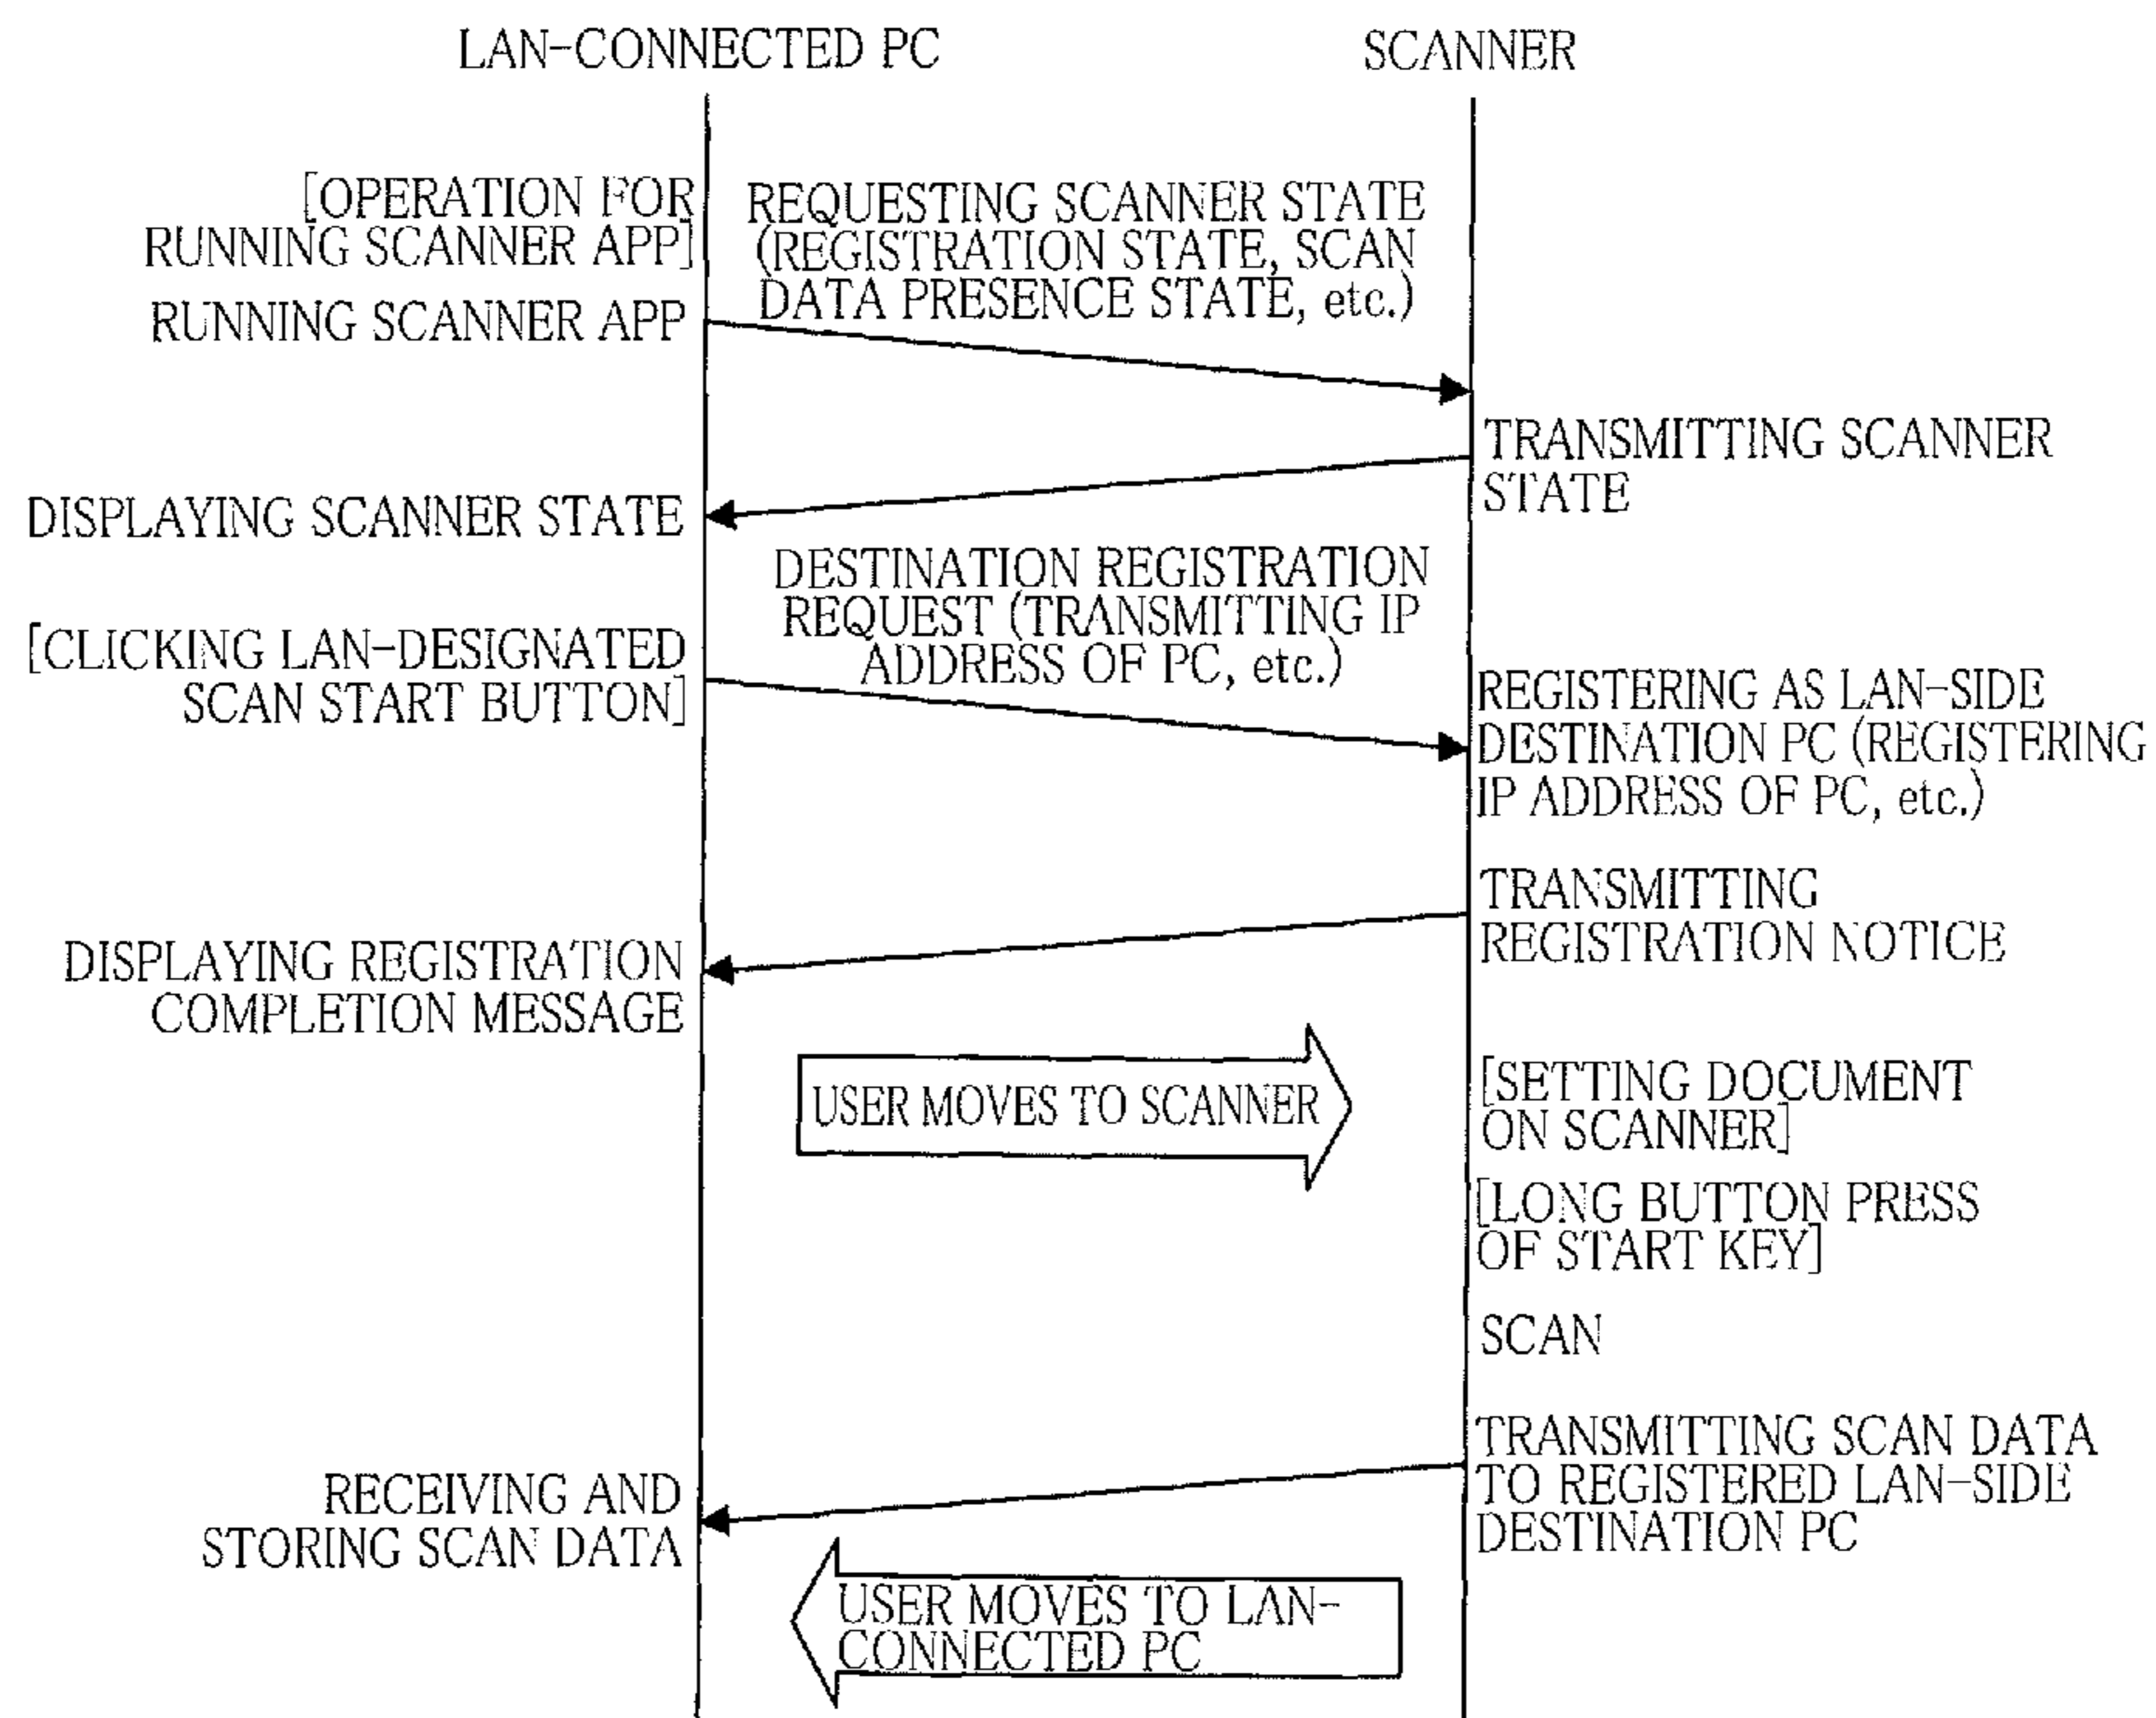 LAN-CONNECTED PC
SCANNER
[OPERATION FOR
RUNNING SCANNER APP]
REQUESTING SCANNER STATE
(REGISTRATION STATE, SCAN
DATA PRESENCE STATE, etc.)
RUNNING SCANNER APP
TRANSMITTING SCANNER
STATE
DISPLAYING SCANNER STATE
DESTINATION REGISTRATION
REQUEST (TRANSMITTING IP
ADDRESS OF PC, etc.)
[CLICKING LAN-DESIGNATED
SCAN START BUTTON]
REGISTERING AS LAN-SIDE
DESTINATION PC (REGISTERING
IP ADDRESS OF PC, etc.)
TRANSMITTING
REGISTRATION NOTICE
DISPLAYING REGISTRATION
COMPLETION MESSAGE
USER MOVES TO SCANNER
[SETTING DOCUMENT
ON SCANNER]
[LONG BUTTON PRESS
OF START KEY]
SCAN
TRANSMITTING SCAN DATA
TO REGISTERED LAN-SIDE
DESTINATION PC
RECEIVING AND
STORING SCAN DATA
USER MOVES TO LAN-
CONNECTED PC